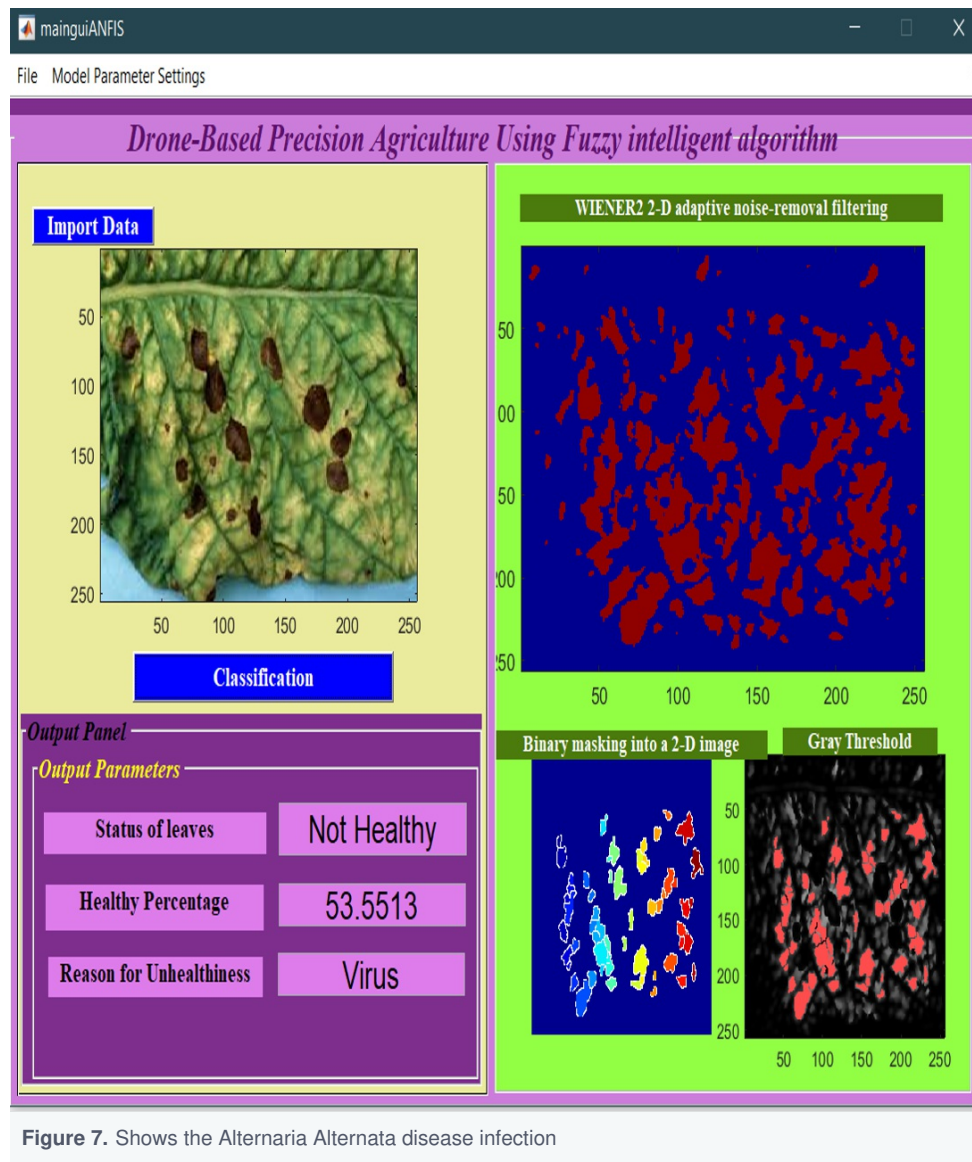 mainguiANFIS
File Model Parameter Settings
Drone-Based Precision Agriculture Using Fuzzy intelligent algorithm
Import Data
50
100
150
200
250
50 100 150 200 250
Classification
Output Panel
Output Parameters
Status of leaves Not Healthy
Healthy Percentage 53.5513
Reason for Unhealthiness Virus
WIENER2 2-D adaptive noise-removal filtering
50
00
50
00
50
50 100 150 200 250
Binary masking into a 2-D image
Gray Threshold
50
100
150
200
250
50 100 150 200 250
Figure 7. Shows the Alternaria Alternata disease infection